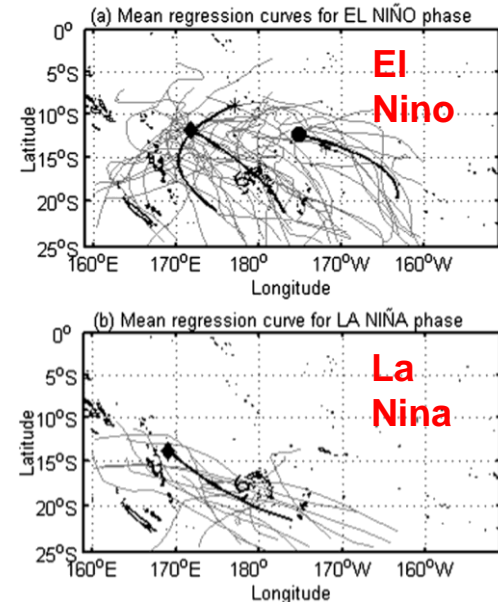 (a) Mean regression curves for EL NIÑO phase
El
Nino
0°
5°S
10°S
15°S
20°S
25°S
Latitude
160°E 170°E 180° 170°W 160°W
Longitude
(b) Mean regression curve for LA NIÑA phase
La
Nina
0°
5°S
10°S
15°S
20°S
25°S
Latitude
160°E 170°E 180° 170°W 160°W
Longitude